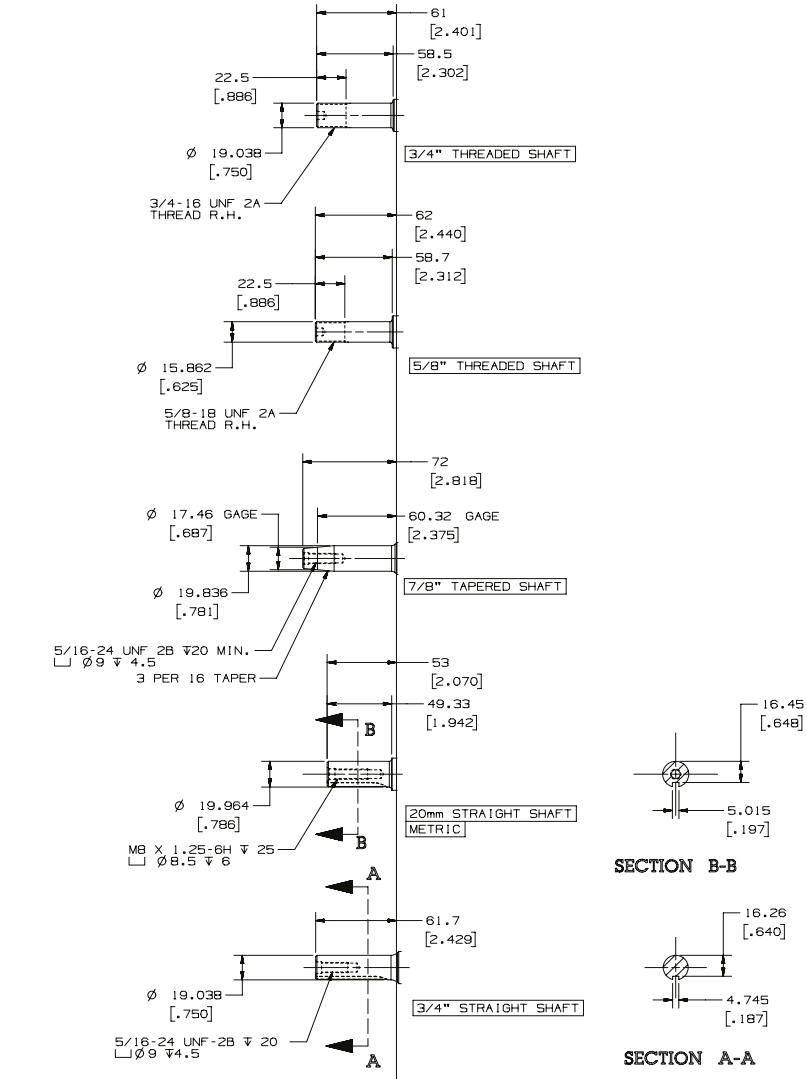 61
[2.401]
58.5
[2.302]
22.5
[.886]
Ø 19.038
[.750]
3/4" THREADED SHAFT
3/4-16 UNF 2A
THREAD R.H.
62
[2.440]
58.7
[2.312]
22.5
[.886]
Ø 15.862
[.625]
5/8" THREADED SHAFT
5/8-18 UNF 2A
THREAD R.H.
72
[2.818]
Ø 17.46 GAGE
[.687]
60.32 GAGE
[2.375]
Ø 19.836
[.781]
7/8" TAPERED SHAFT
5/16-24 UNF 2B ↧20 MIN.
⌴ Ø9 ↧ 4.5
3 PER 16 TAPER
53
[2.070]
49.33
[1.942]
B
16.45
[.648]
Ø 19.964
[.786]
20mm STRAIGHT SHAFT
METRIC
5.015
[.197]
M8 X 1.25-6H ↧ 25
⌴ Ø8.5 ↧ 6
B
SECTION B-B
A
61.7
[2.429]
16.26
[.640]
Ø 19.038
[.750]
3/4" STRAIGHT SHAFT
4.745
[.187]
5/16-24 UNF-2B ↧ 20
⌴Ø9 ↧4.5
A
SECTION A-A